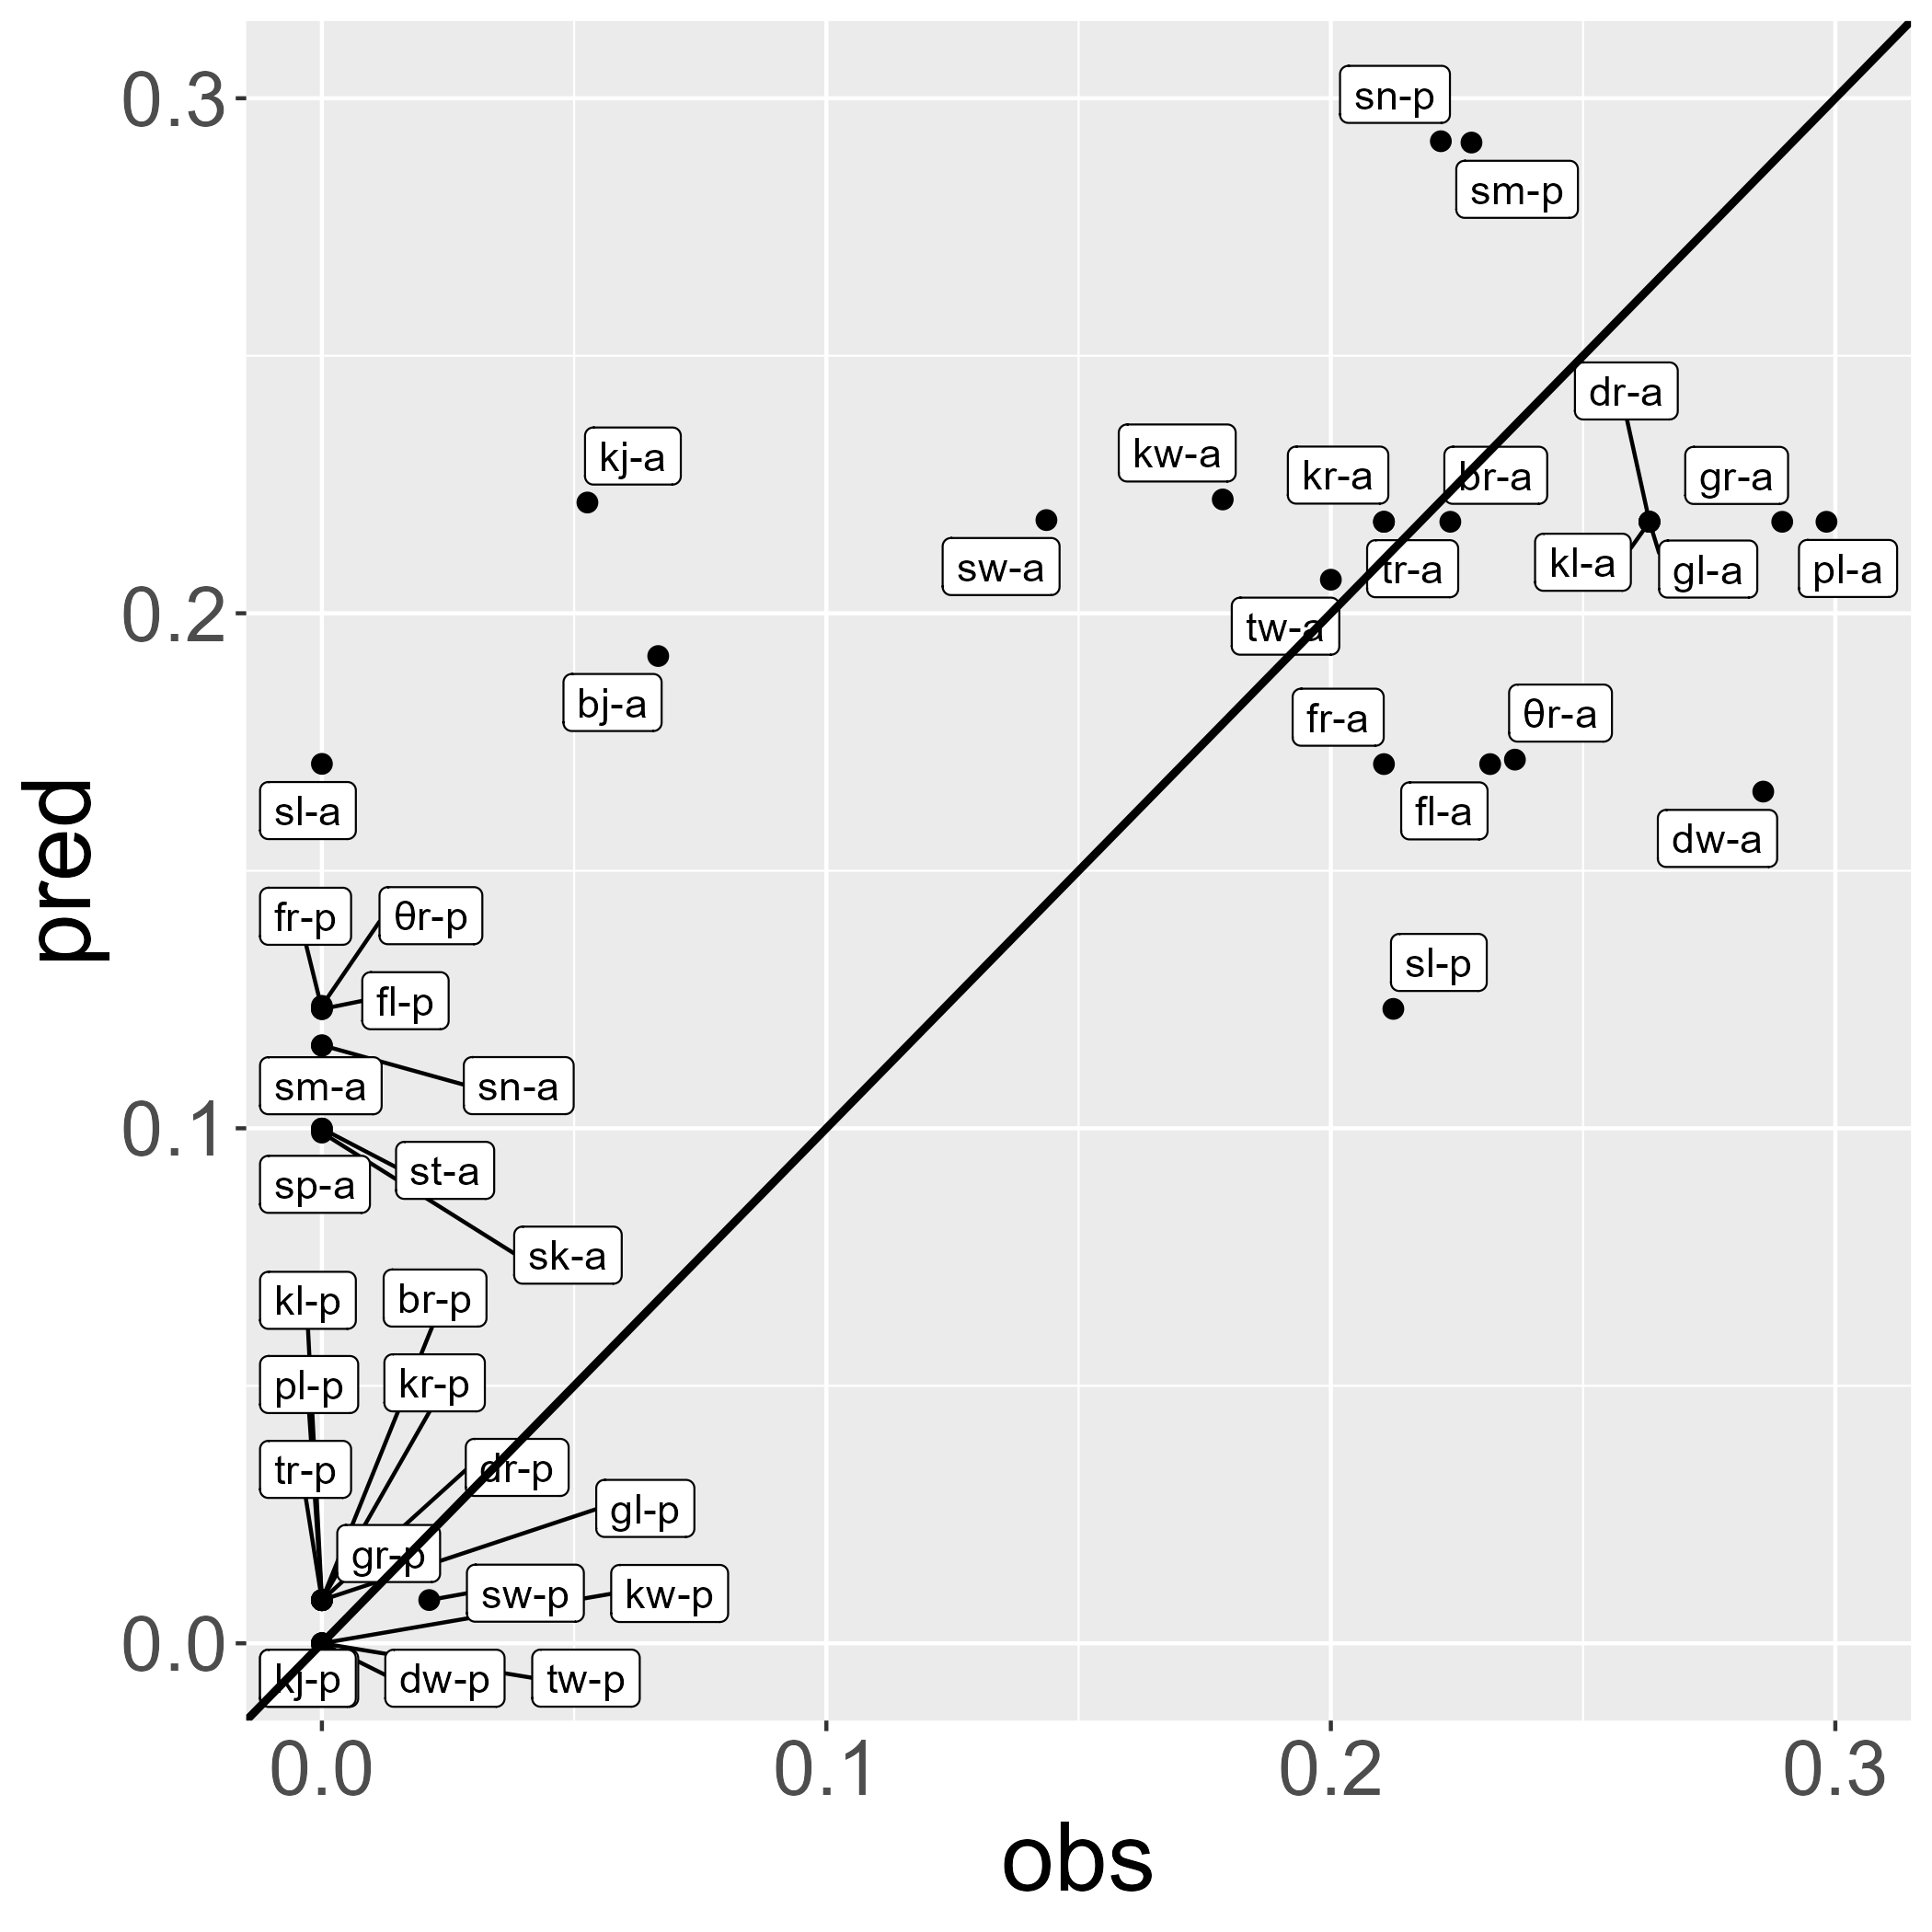 0.3
sn-p
sm-p
dr-a
kj-a
kw-a
kr-a
br-a
gr-a
sw-a
tr-a
kl-a
gl-a
pl-a
0.2
tw-a
bj-a
fr-a
θr-a
sl-a
fl-a
dw-a
pred
fr-p
θr-p
sl-p
fl-p
sm-a
sn-a
0.1
sp-a
st-a
sk-a
kl-p
br-p
pl-p
kr-p
tr-p
dr-p
gl-p
gr-p
sw-p
kw-p
0.0
kj-p
dw-p
tw-p
0.0
0.1
0.2
0.3
obs